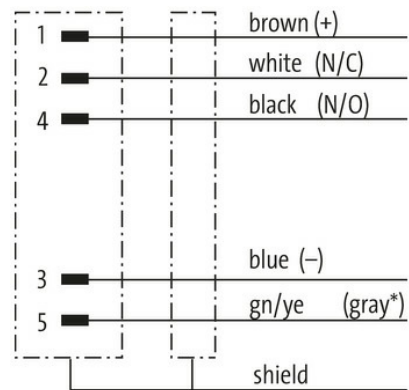 1 brown (+)
2 white (N/C)
4 black (N/O)
3 blue (–)
5 gn/ye (gray*)
shield